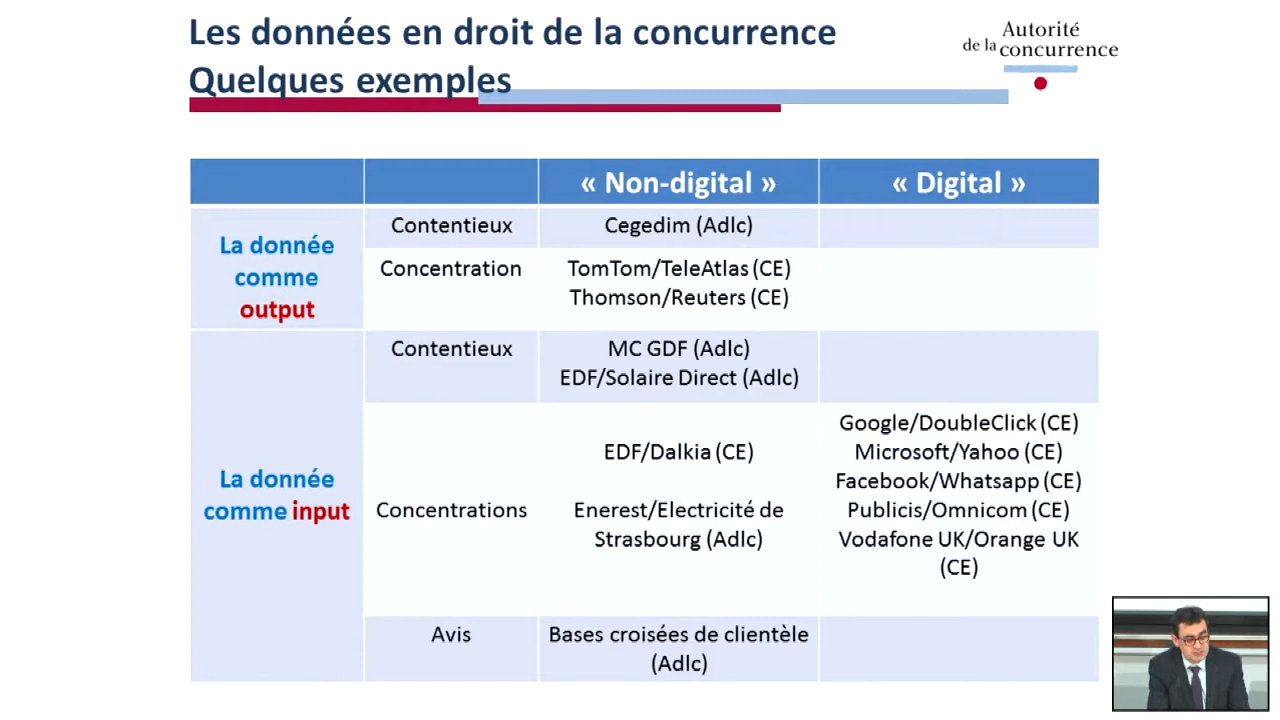 Les données en droit de la concurrence
Quelques exemples
Autorité
de la concurrence
« Non-digital »
« Digital »
La donnée
comme
output
Contentieux
Cegedim (Adlc)
Concentration
TomTom/TeleAtlas (CE)
Thomson/Reuters (CE)
La donnée
comme input
Contentieux
MC GDF (Adlc)
EDF/Solaire Direct (Adlc)
Concentrations
EDF/Dalkia (CE)
Enerest/Electricité de
Strasbourg (Adlc)
Google/DoubleClick (CE)
Microsoft/Yahoo (CE)
Facebook/Whatsapp (CE)
Publicis/Omnicom (CE)
Vodafone UK/Orange UK
(CE)
Avis
Bases croisées de clientèle
(Adlc)